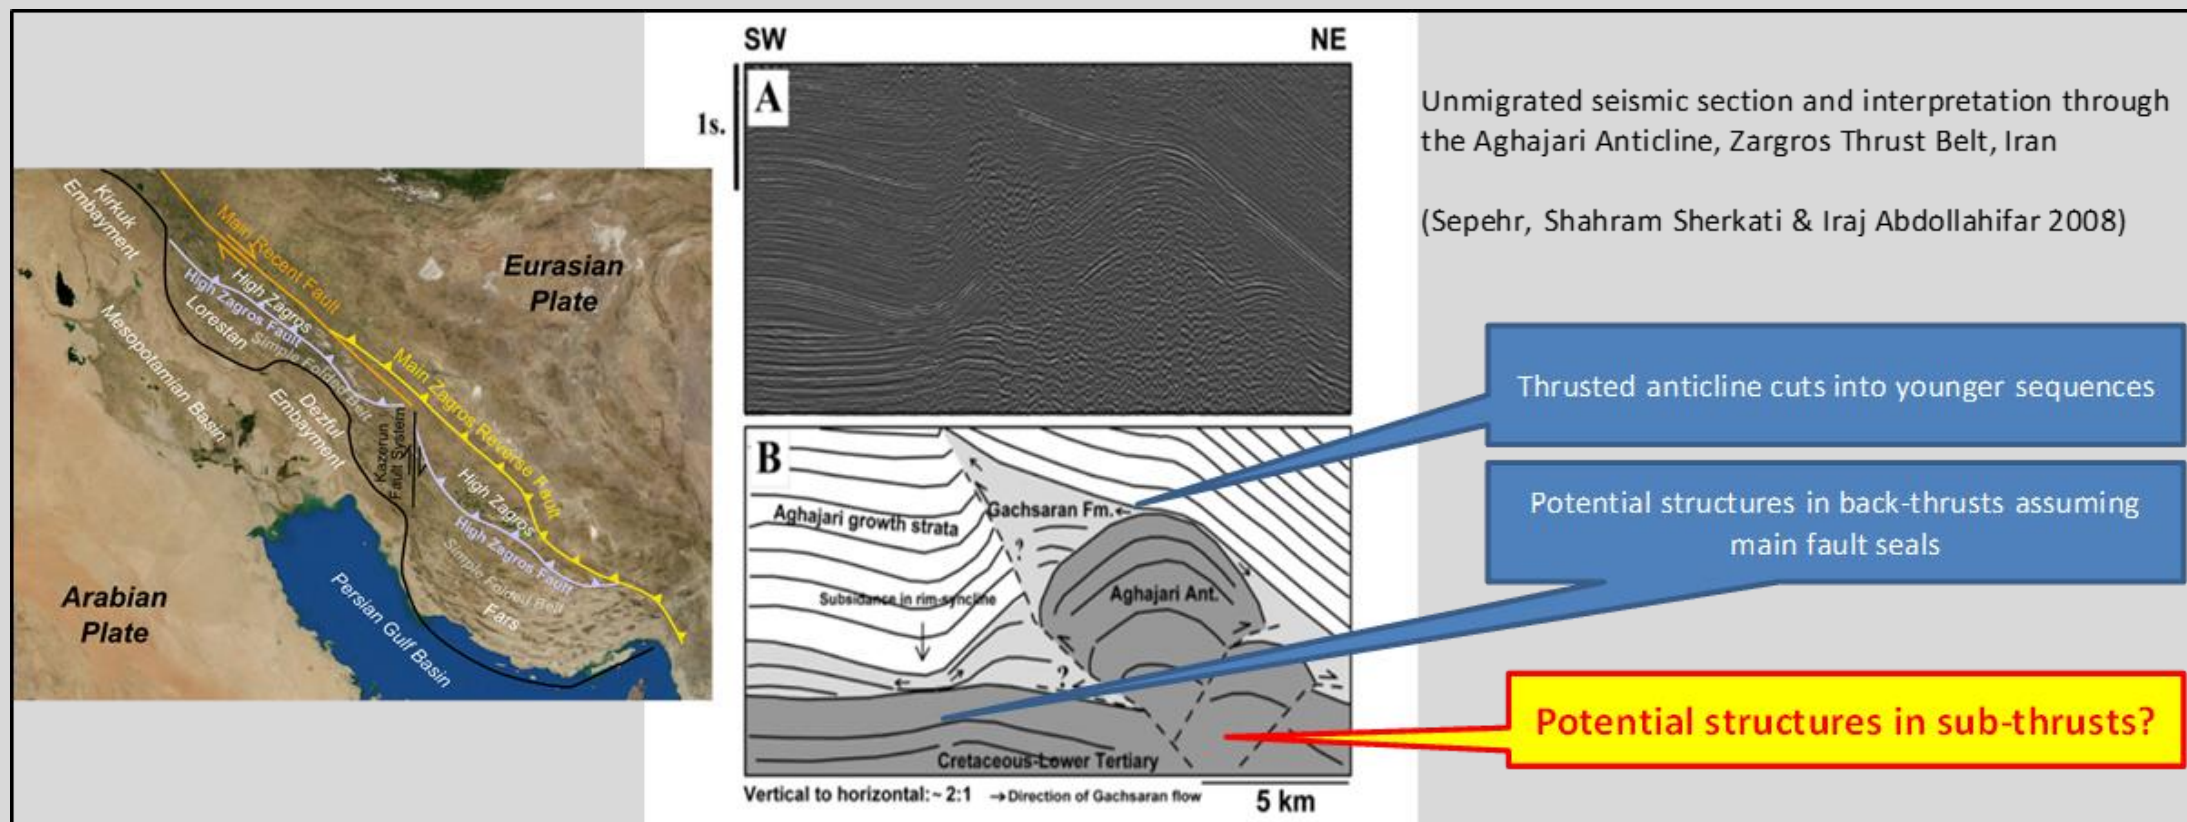 SW
NE
A
1s.
Unmigrated seismic section and interpretation through
the Aghajari Anticline, Zargros Thrust Belt, Iran
(Sepehr, Shahram Sherkati & Iraj Abdollahifar 2008)
Kirkuk
Embayment
Main Recent Fault
High Zagros
High Zagros Fault
Lorestan
Simple Folded Belt
Mesopotamian Basin
Dezful
Embayment
Eurasian
Plate
Main Zagros Reverse Fault
Kazerun
Fault System
High Zagros
High Zagros Fault
Simple Folded Belt
Fars
Arabian
Plate
Persian Gulf Basin
B
Gachsaran Fm.
Aghajari growth strata
?
Subsidance in rim-syncline
Aghajari Ant.
?
Cretaceous-Lower Tertiary
Vertical to horizontal:~ 2:1 →Direction of Gachsaran flow
5 km
Thrusted anticline cuts into younger sequences
Potential structures in back-thrusts assuming
main fault seals
Potential structures in sub-thrusts?